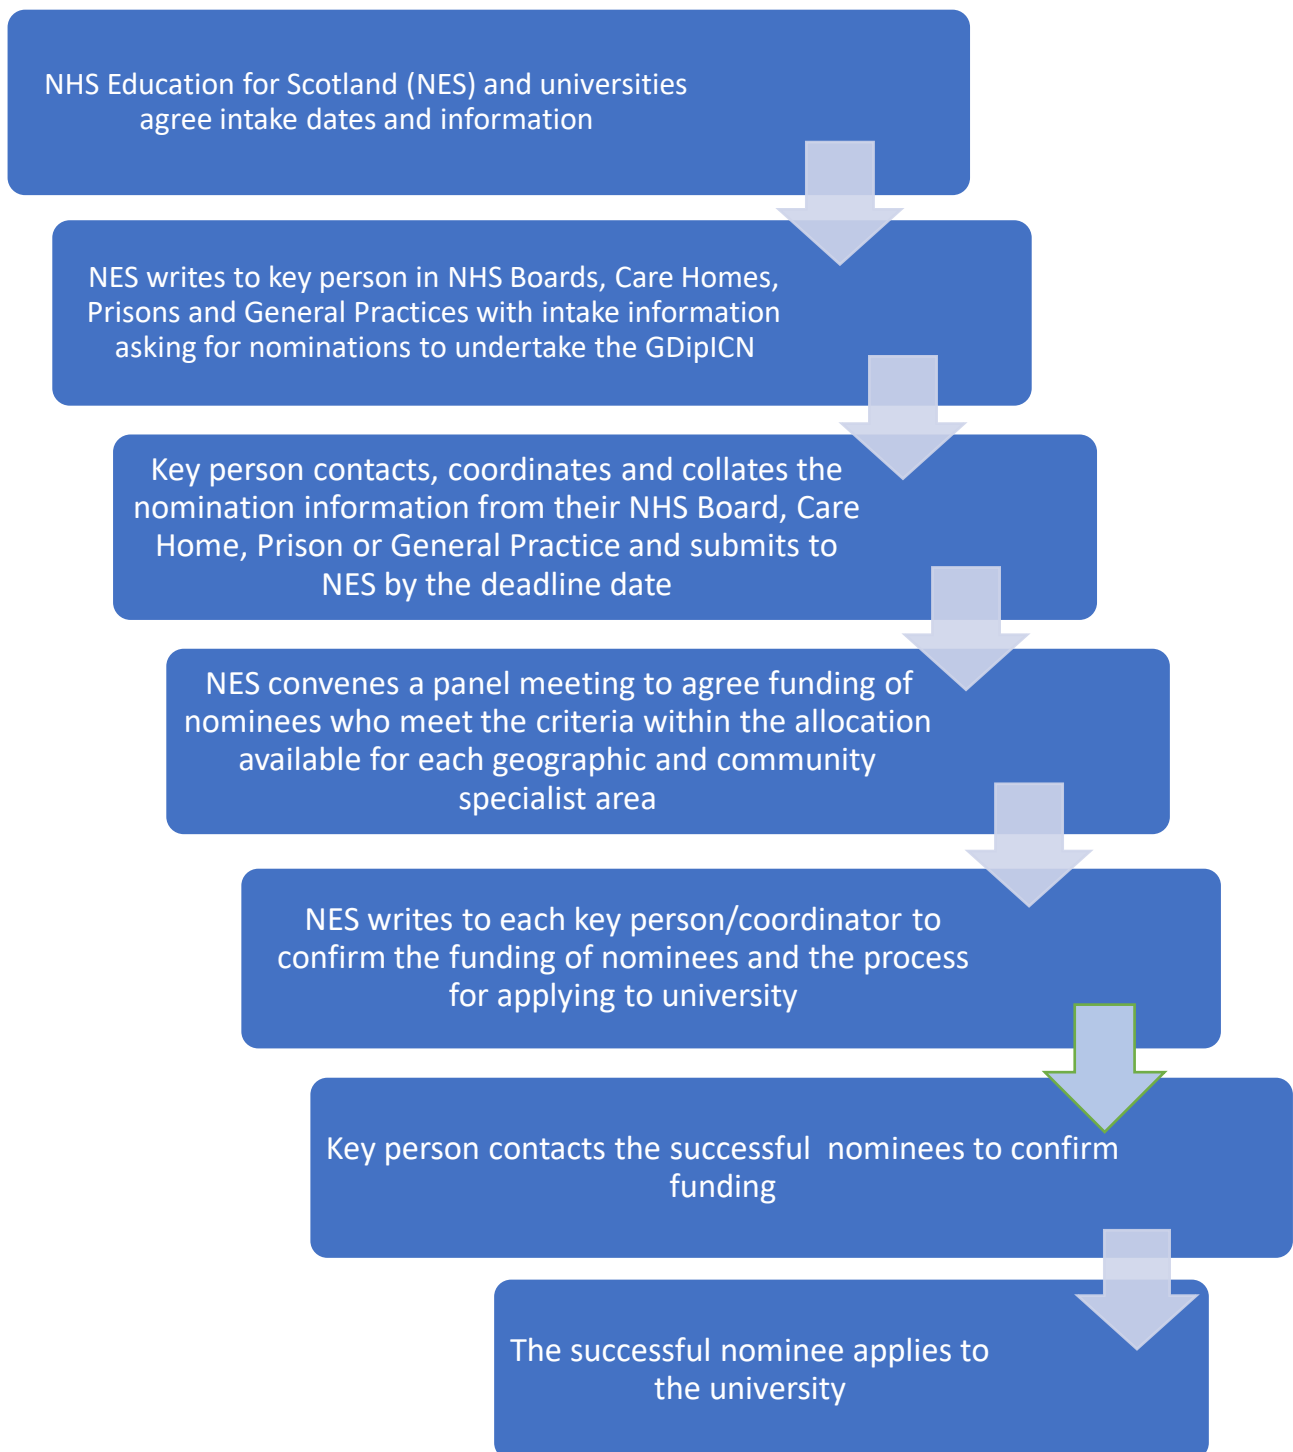 NHS Education for Scotland (NES) and universities
agree intake dates and information
NES writes to key person in NHS Boards, Care Homes,
Prisons and General Practices with intake information
asking for nominations to undertake the GDipICN
Key person contacts, coordinates and collates the
nomination information from their NHS Board, Care
Home, Prison or General Practice and submits to
NES by the deadline date
NES convenes a panel meeting to agree funding of
nominees who meet the criteria within the allocation
available for each geographic and community
specialist area
NES writes to each key person/coordinator to
confirm the funding of nominees and the process
for applying to university
Key person contacts the successful  nominees to confirm
funding
The successful nominee applies to
the university